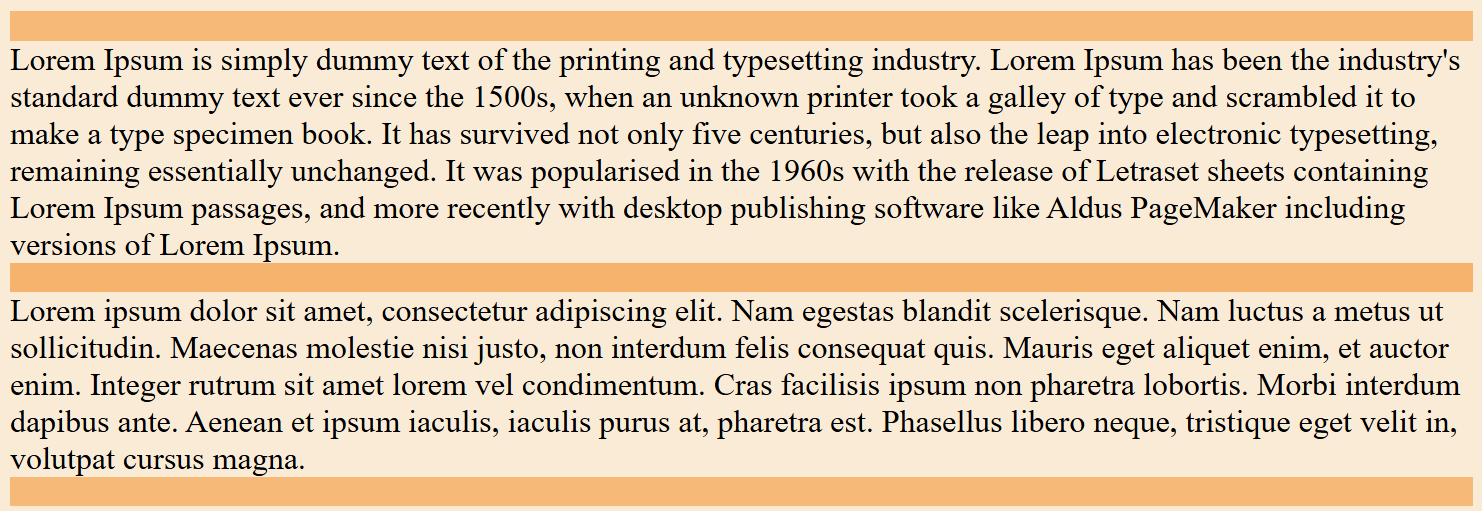 Lorem Ipsum is simply dummy text of the printing and typesetting industry. Lorem Ipsum has been the industry's
standard dummy text ever since the 1500s, when an unknown printer took a galley of type and scrambled it to
make a type specimen book. It has survived not only five centuries, but also the leap into electronic typesetting,
remaining essentially unchanged. It was popularised in the 1960s with the release of Letraset sheets containing
Lorem Ipsum passages, and more recently with desktop publishing software like Aldus PageMaker including
versions of Lorem Ipsum.
Lorem ipsum dolor sit amet, consectetur adipiscing elit. Nam egestas blandit scelerisque. Nam luctus a metus ut
sollicitudin. Maecenas molestie nisi justo, non interdum felis consequat quis. Mauris eget aliquet enim, et auctor
enim. Integer rutrum sit amet lorem vel condimentum. Cras facilisis ipsum non pharetra lobortis. Morbi interdum
dapibus ante. Aenean et ipsum iaculis, iaculis purus at, pharetra est. Phasellus libero neque, tristique eget velit in,
volutpat cursus magna.